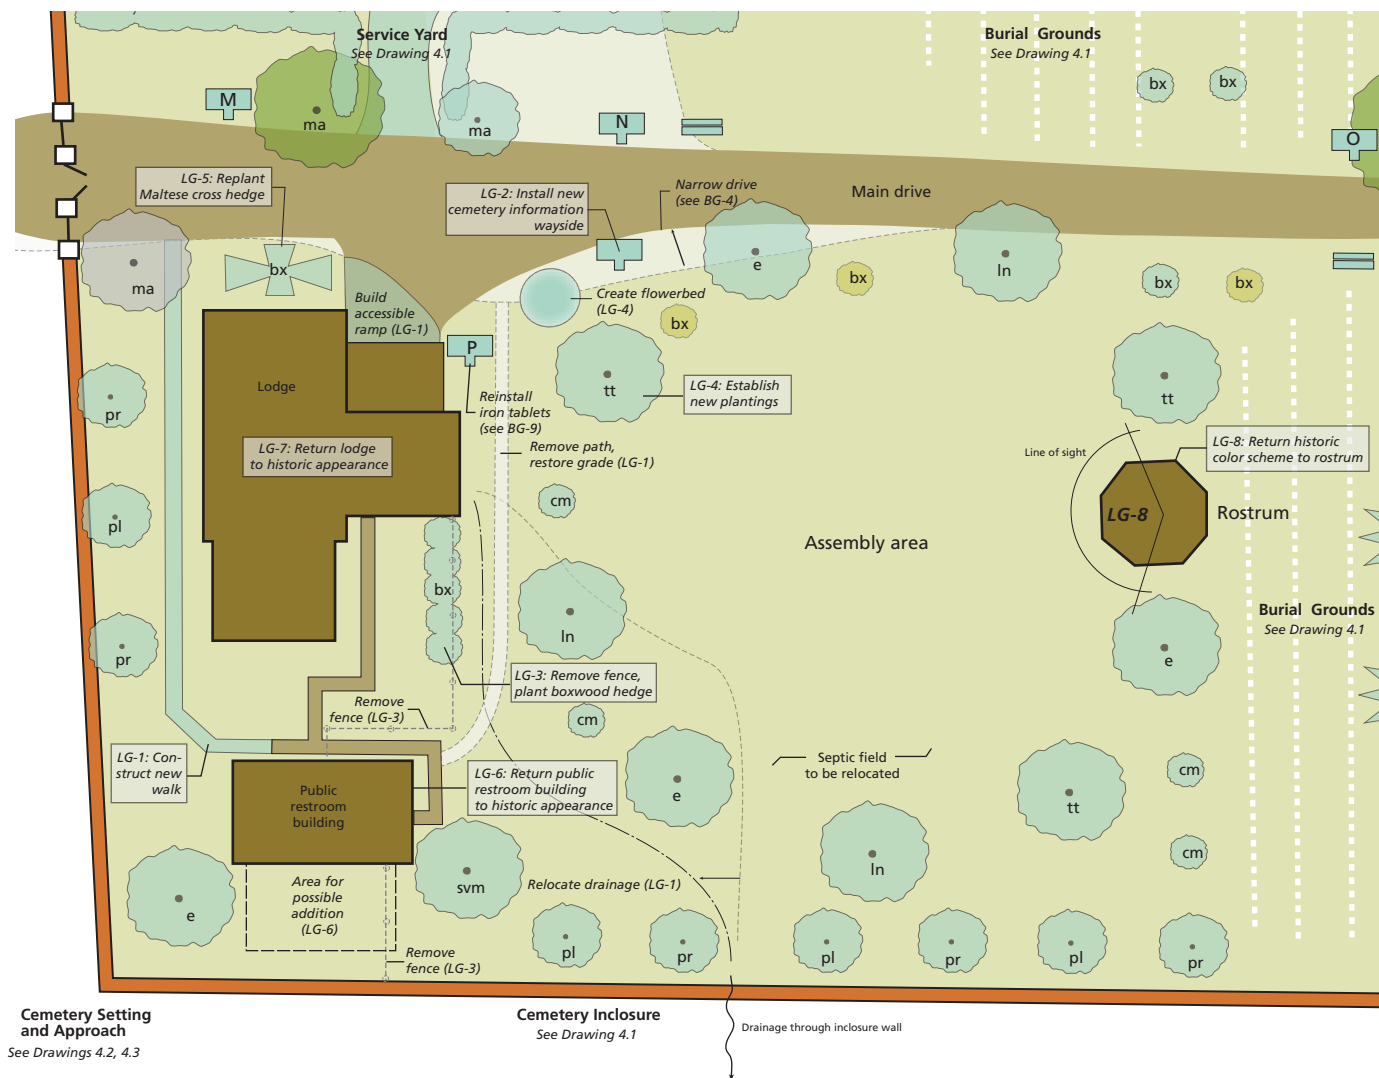 Service Yard
See Drawing 4.1
Burial Grounds
See Drawing 4.1
bx
bx
M
ma
ma
N
O
LG-5: Replant
Maltese cross hedge
LG-2: Install new
cemetery information
wayside
Narrow drive
(see BG-4)
Main drive
ma
bx
e
ln
bx
bx
bx
Build
accessible
ramp (LG-1)
Create flowerbed
(LG-4)
bx
P
Lodge
tt
LG-4: Establish
new plantings
tt
pr
Reinstall
iron tablets
(see BG-9)
LG-7: Return lodge
to historic appearance
Remove path,
restore grade (LG-1)
Line of sight
LG-8: Return historic
color scheme to rostrum
cm
pl
LG-8
Rostrum
Assembly area
bx
ln
Burial Grounds
See Drawing 4.1
pr
e
LG-3: Remove fence,
plant boxwood hedge
Remove
fence (LG-3)
cm
LG-1: Con-
struct new
walk
Septic field
to be relocated
LG-6: Return public
restroom building
to historic appearance
Public
restroom
building
e
tt
cm
cm
ln
svm
Relocate drainage (LG-1)
Area for
possible
addition
(LG-6)
e
pl
pr
pl
pr
pl
pr
Remove
fence (LG-3)
Cemetery Setting
and Approach
See Drawings 4.2, 4.3
Cemetery Inclosure
See Drawing 4.1
Drainage through inclosure wall